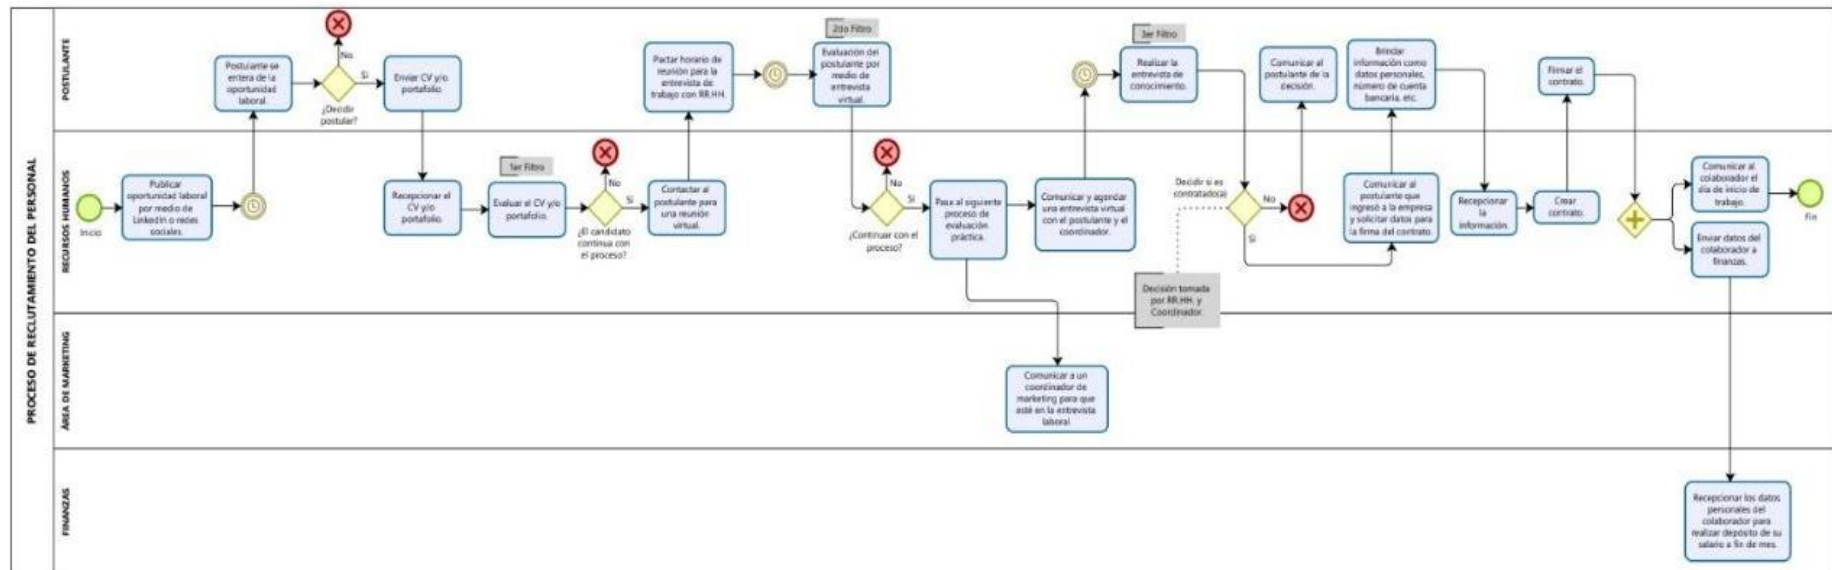 PROCESO DE RECLUTAMIENTO DEL PERSONAL
POSTULANTE
Postulante se
entera de la
oportunidad
laboral.
No
Si
¿Decidir
postular?
Enviar CV y/o
portafolio.
Pactar horario de
reunión para la
entrevista de
trabajo con RR.HH.
2do Filtro
Evaluación del
postulante por
medio de
entrevista
virtual.
3er Filtro
Realizar la
entrevista de
conocimiento.
Comunicar al
postulante de la
decisión.
Brindar
información como
datos personales,
número de cuenta
bancaria, etc.
Firmar el
contrato.
RECURSOS HUMANOS
Inicio
Publicar
oportunidad laboral
por medio de
LinkedIn o redes
sociales.
Recepcionar el
CV y/o
portafolio.
1er Filtro
Evaluar el CV y/o
portafolio.
No
Si
¿El candidato
continua con
el proceso?
Contactar al
postulante para
una reunión
virtual.
No
Si
¿Continuar con el
proceso?
Pasa al siguiente
proceso de
evaluación
práctica.
Comunicar y agendar
una entrevista virtual
con el postulante y el
coordinador.
Decidir si es
contratado(a)
No
Si
Decisión tomada
por RR.HH. y
Coordinador.
Comunicar al
postulante que
ingresó a la empresa
y solicitar datos para
la firma del contrato.
Recepcionar
la
información.
Crear
contrato.
Comunicar al
colaborador el
día de inicio de
trabajo.
Fin
Enviar datos del
colaborador a
finanzas.
ÁREA DE MARKETING
Comunicar a un
coordinador de
marketing para que
esté en la entrevista
laboral
FINANZAS
Recepcionar los datos
personales del
colaborador para
realizar depósito de su
salario a fin de mes.